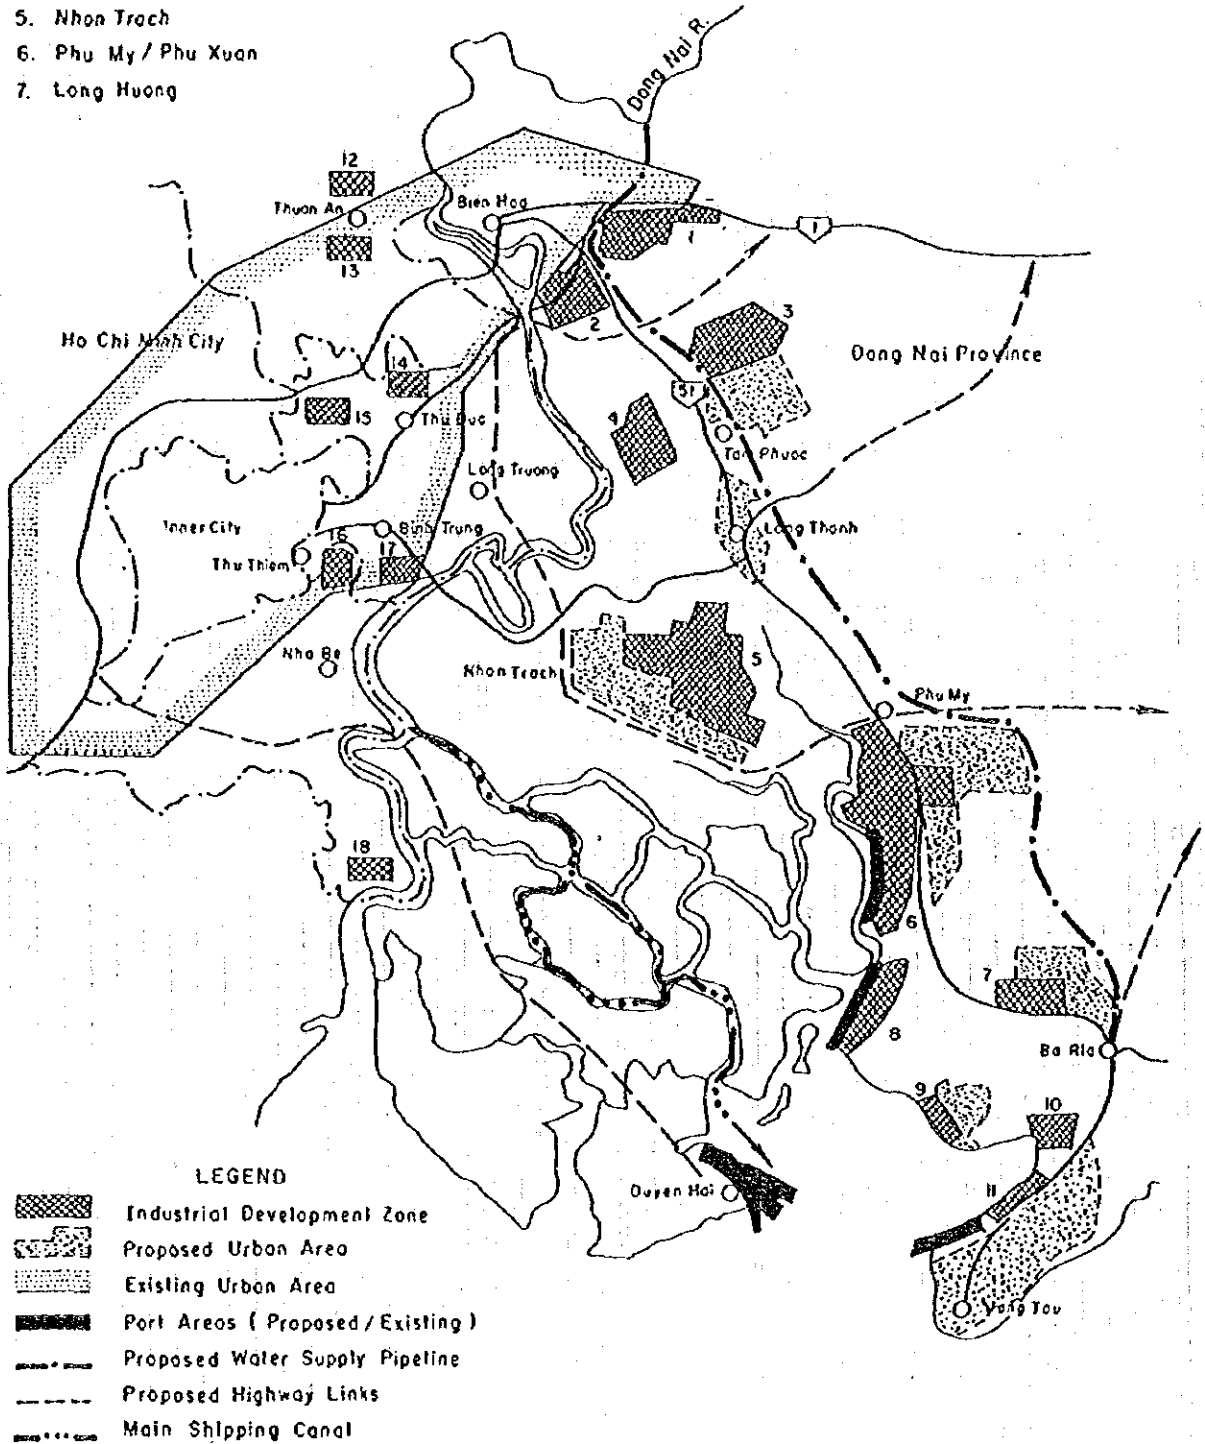 5. Nhon Trach
6. Phu My / Phu Xuan
7. Long Huong
Dong Nai R.
12
Thuan An
Bien Hoa
13
1
1
2
3
Ho Chi Ninh City
Dong Nai Province
14
51
15
Thu Duc
4
Tam Phuoc
Long Truong
Inner City
Binh Trung
Long Thanh
16
17
Thu Thiem
Nha Be
Nhon Trach
5
Phu My
18
6
7
8
Ba Ria
9
10
Duyen Hai
11
Vung Tau
LEGEND
Industrial Development Zone
Proposed Urban Area
Existing Urban Area
Port Areas ( Proposed / Existing )
Proposed Water Supply Pipeline
Proposed Highway Links
Main Shipping Canal